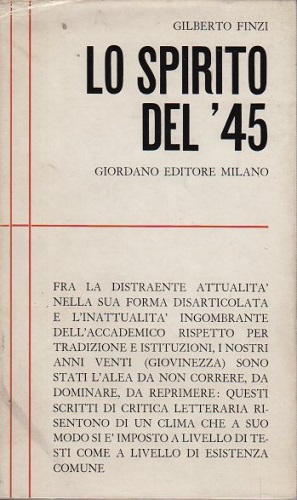 GILBERTO FINZI
LO SPIRITO
DEL '45
GIORDANO EDITORE MILANO
FRA LA DISTRAENTE ATTUALITA'
NELLA SUA FORMA DISARTICOLATA
E L'INATTUALITA' INGOMBRANTE
DELL'ACCADEMICO RISPETTO PER
TRADIZIONE E ISTITUZIONI, I NOSTRI
ANNI VENTI (GIOVINEZZA) SONO
STATI L'ALEA DA NON CORRERE, DA
DOMINARE, DA REPRIMERE: QUESTI
SCRITTI DI CRITICA LETTERARIA RI-
SENTONO DI UN CLIMA CHE A SUO
MODO SI E' IMPOSTO A LIVELLO DI TE-
STI COME A LIVELLO DI ESISTENZA
COMUNE